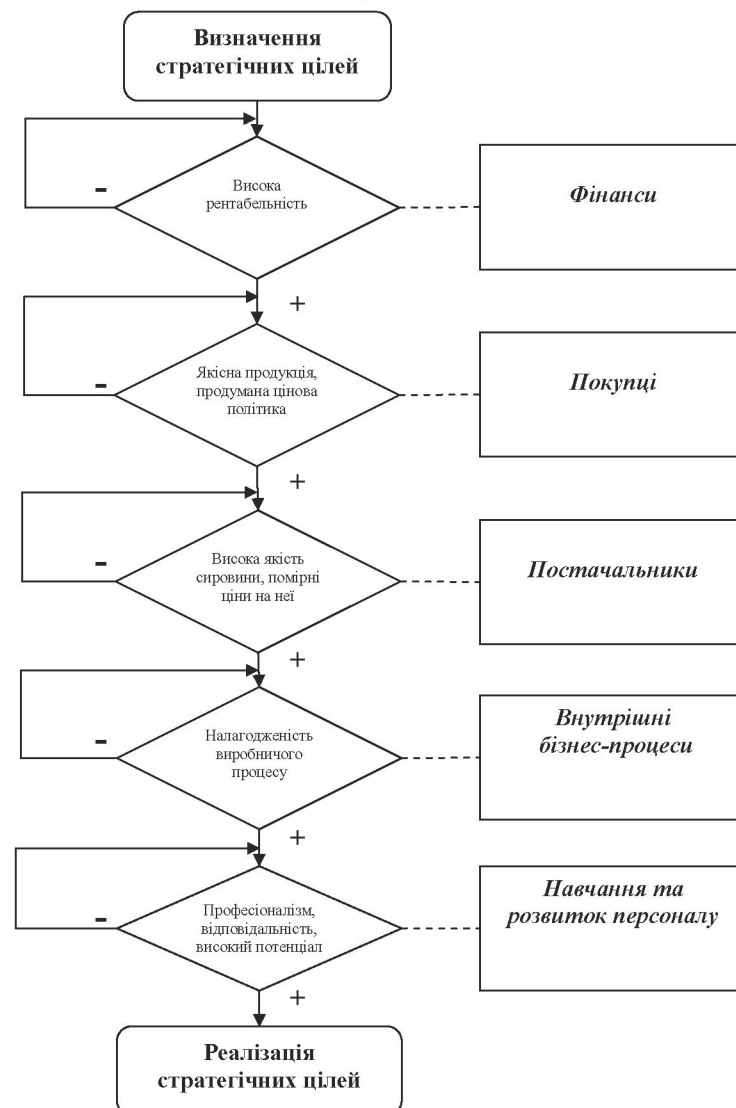 Визначення
стратегічних цілей
-
Висока
рентабельність
Фінанси
+
-
Якісна продукція,
продумана цінова
політика
Покупці
+
-
Висока якість
сировини, помірні
ціни на неї
Постачальники
+
-
Налагодженість
виробничого
процесу
Внутрішні
бізнес-процеси
+
-
Професіоналізм,
відповідальність,
високий потенціал
Навчання та
розвиток персоналу
+
Реалізація
стратегічних цілей